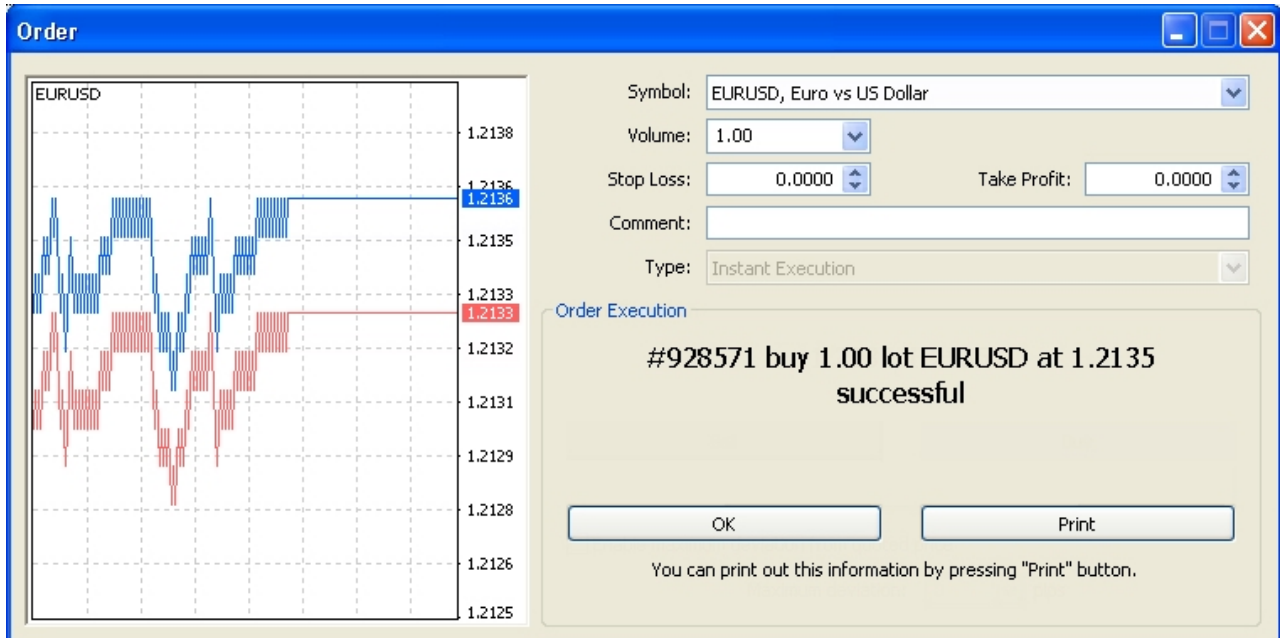 Order
EURUSD
1.2138
1.2136
1.2136
1.2135
1.2133
1.2133
1.2132
1.2131
1.2129
1.2128
1.2126
1.2125
Symbol: EURUSD, Euro vs US Dollar
Volume: 1.00
Stop Loss: 0.0000 Take Profit: 0.0000
Comment:
Type: Instant Execution
Order Execution
#928571 buy 1.00 lot EURUSD at 1.2135
successful
OK Print
You can print out this information by pressing "Print" button.